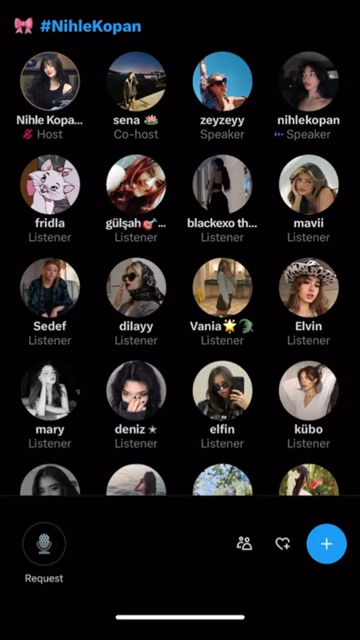 🎀 #NihleKopan
Nihle Kopa... sena 🪷 zeyzeyy nihlekopan
Host Co-host Speaker Speaker
fridla gülşah🎯... blackexo th... mavii
Listener Listener Listener Listener
Sedef dilayy Vania🌟🐉 Elvin
Listener Listener Listener Listener
mary deniz ★ elfin kübo
Listener Listener Listener Listener
Request